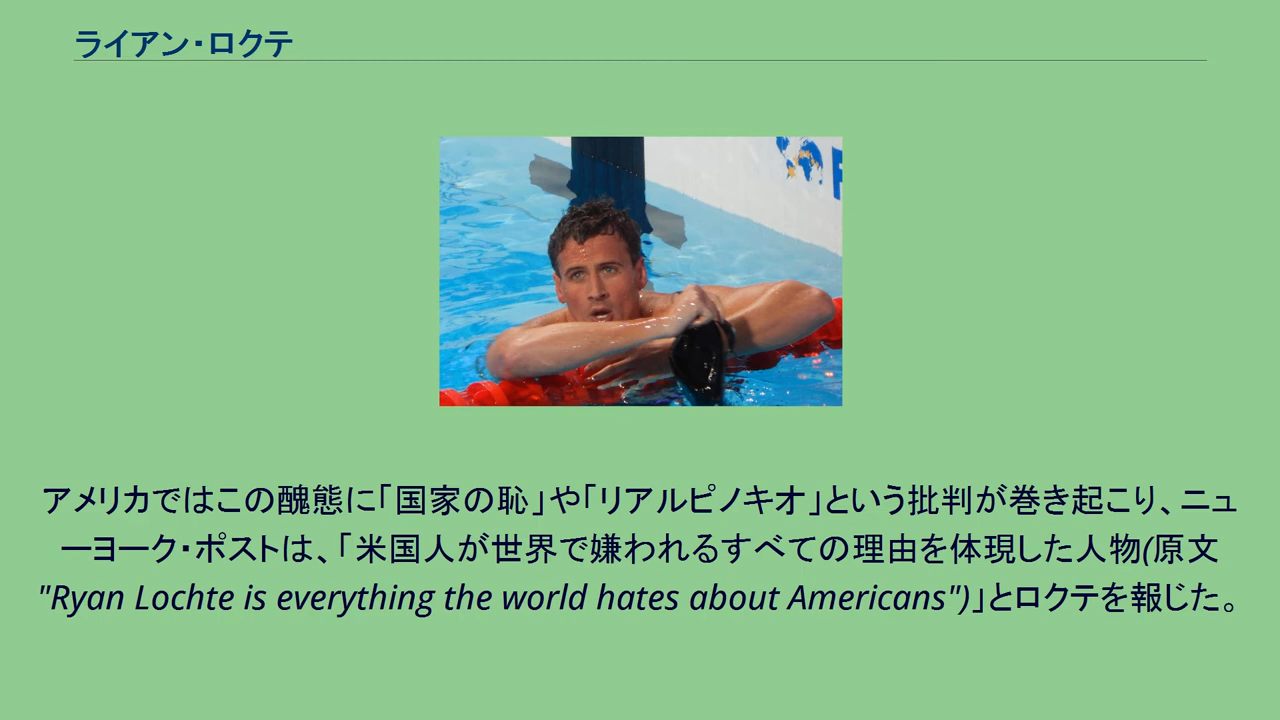 ライアン・ロクテ
アメリカではこの醜態に「国家の恥」や「リアルピノキオ」という批判が巻き起こり、ニュ
ーヨーク・ポストは、「米国人が世界で嫌われるすべての理由を体現した人物(原文
"Ryan Lochte is everything the world hates about Americans")」とロクテを報じた。